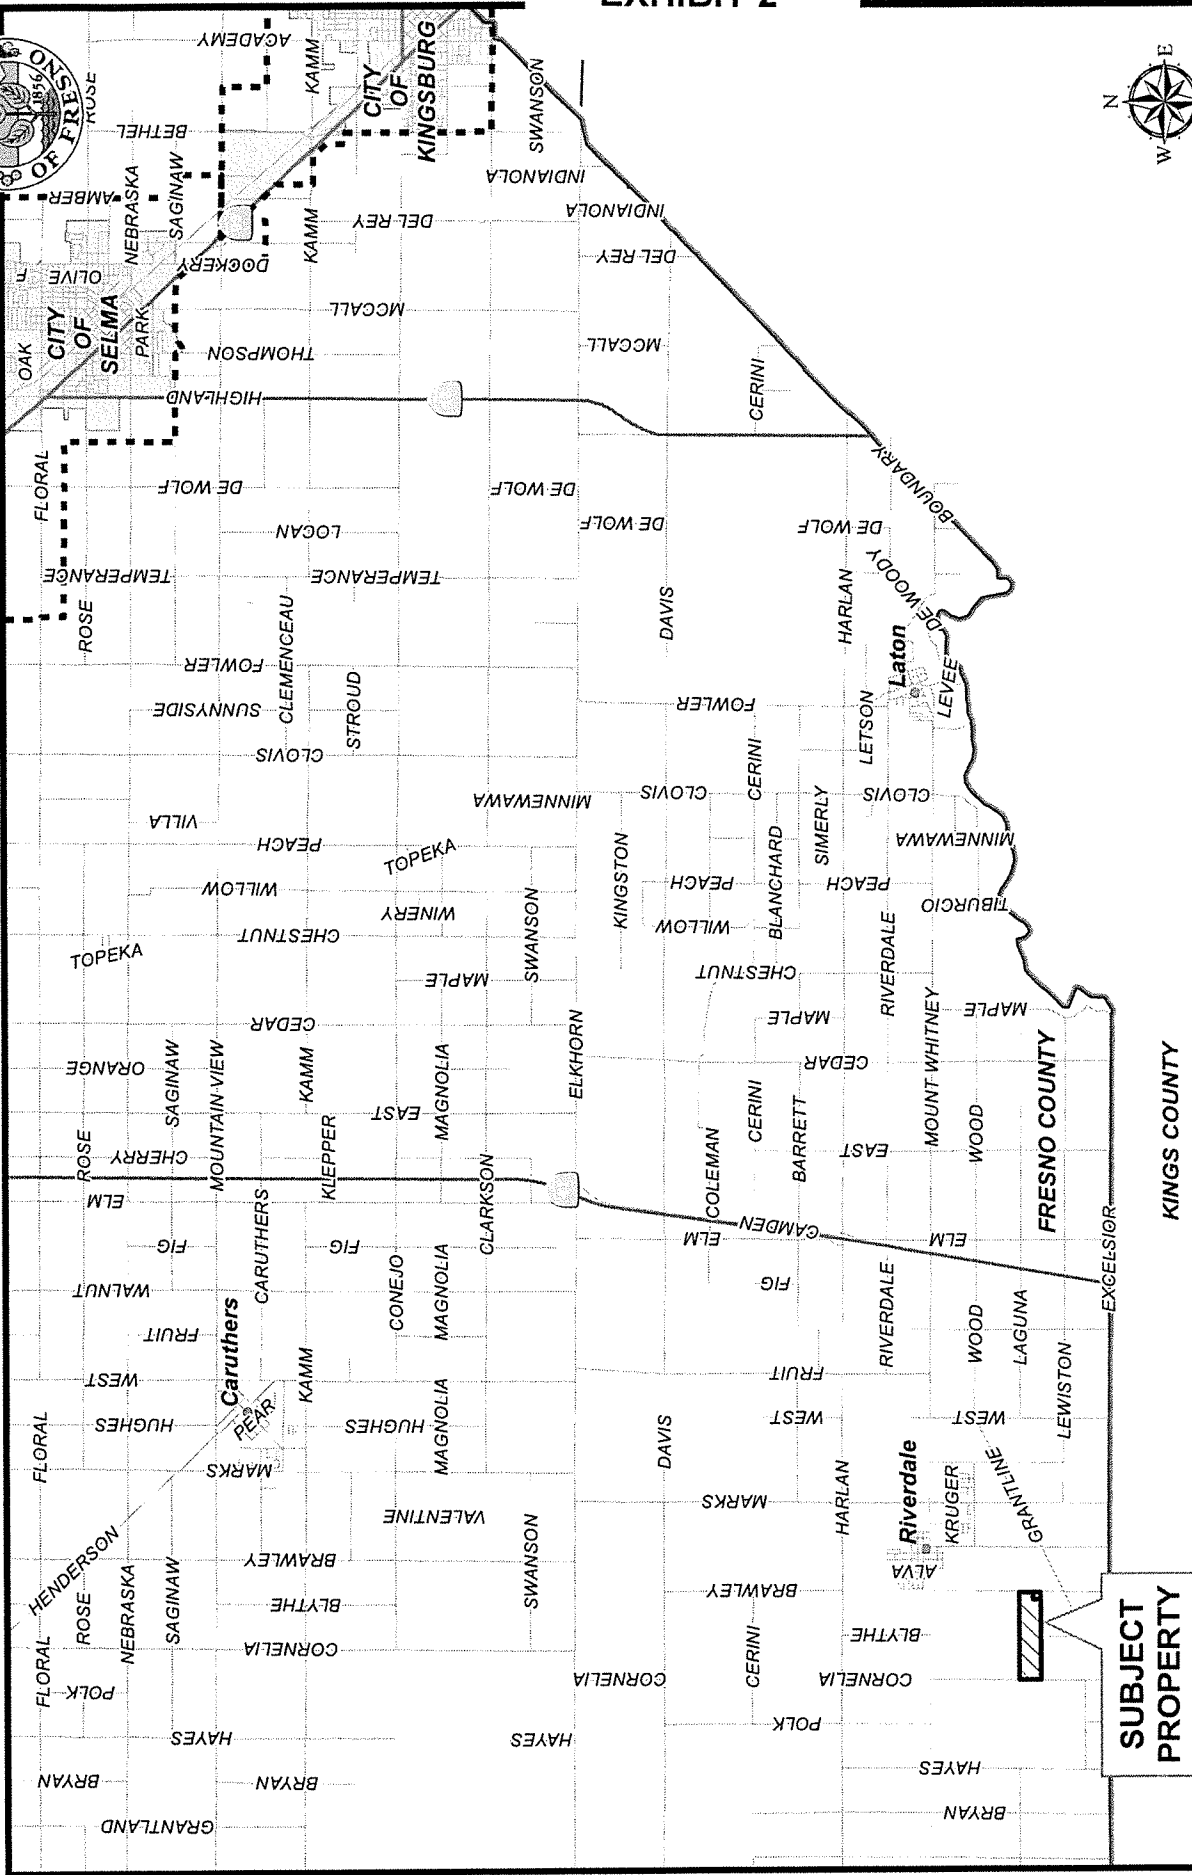 EXHIBIT 2
1856
OF FRESNO
ACADEMY
KAMM
CITY
OF
KINGSBURG
SWANSON
ROSE
BETHEL
AMBER
NEBRASKA
SAGINAW
INDIANOLA
INDIANOLA
DEL REY
DEL REY
KAMM
DOCKERY
OLIVE
F
OAK
CITY
OF
SELMA
PARK
MCCALL
MCCALL
THOMPSON
HIGHLAND
CERINI
FLORAL
DE WOLF
DE WOLF
DE WOLF
DE WOLF
BOUNDARY
LOCAN
TEMPERANCE
TEMPERANCE
DE WOODY
ROSE
CLEMENCEAU
DAVIS
HARLAN
Laton
LEVEE
FOWLER
FOWLER
SUNNYSIDE
STROUD
LETSON
CLOVIS
CLOVIS
CLOVIS
CERINI
SIMERLY
MINNEWAWA
MINNEWAWA
VILLA
PEACH
PEACH
PEACH
TOPEKA
KINGSTON
BLANCHARD
WILLOW
WILLOW
WINERY
TIBURCIO
TOPEKA
CHESTNUT
CHESTNUT
SWANSON
RIVERDALE
MAPLE
MAPLE
MAPLE
CEDAR
CEDAR
ELKHORN
MOUNT WHITNEY
ORANGE
SAGINAW
MOUNTAIN VIEW
KAMM
MAGNOLIA
EAST
EAST
CERINI
BARRETT
WOOD
FRESNO COUNTY
KINGS COUNTY
ROSE
CHERRY
KLEPPER
CLARKSON
COLEMAN
ELM
ELM
ELM
CAMDEN
EXCELSIOR
FIG
FIG
FIG
CARUTHERS
CONEJO
MAGNOLIA
WALNUT
FRUIT
FRUIT
RIVERDALE
WOOD
LAGUNA
Caruthers
PEAR
KAMM
WEST
WEST
WEST
LEWISTON
FLORAL
HUGHES
HUGHES
MAGNOLIA
DAVIS
MARKS
MARKS
HARLAN
Riverdale
KRUGER
GRANTLINE
ALVA
VALENTINE
HENDERSON
BRAWLEY
BRAWLEY
SWANSON
ROSE
NEBRASKA
SAGINAW
BLYTHE
BLYTHE
FLORAL
CORNELIA
CORNELIA
CORNELIA
CERINI
POLK
POLK
HAYES
HAYES
HAYES
BRYAN
BRYAN
BRYAN
GRANTLAND
SUBJECT
PROPERTY
N
E
W